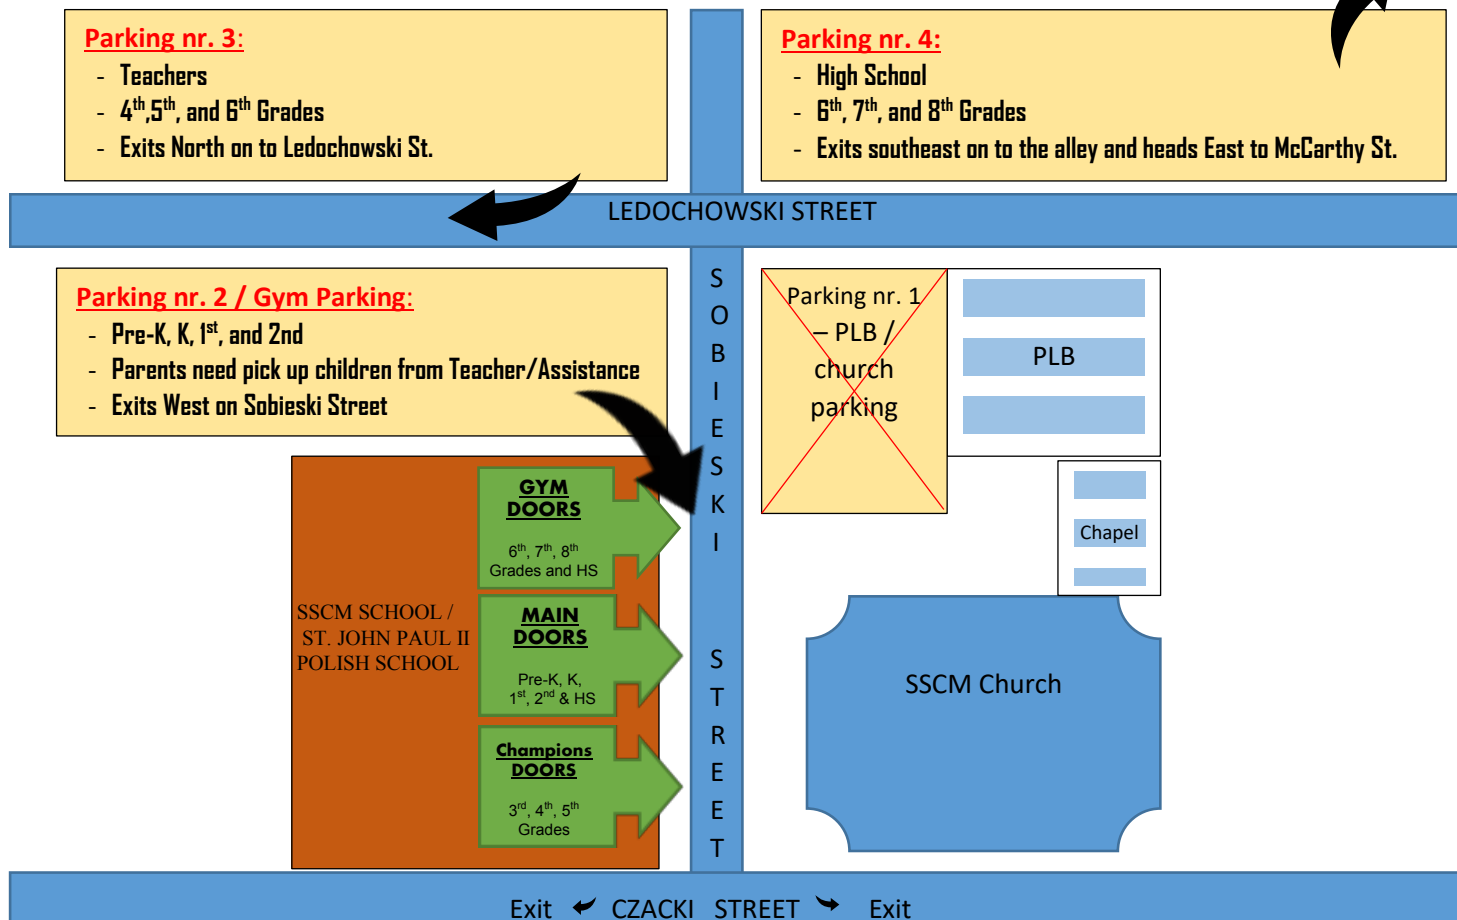 Parking nr. 3:
- Teachers
- 4th,5th, and 6th Grades
- Exits North on to Ledochowski St.
Parking nr. 4:
- High School
- 6th, 7th, and 8th Grades
- Exits southeast on to the alley and heads East to McCarthy St.
LEDOCHOWSKI STREET
Parking nr. 2 / Gym Parking:
- Pre-K, K, 1st, and 2nd
- Parents need pick up children from Teacher/Assistance
- Exits West on Sobieski Street
SOBIESKI STREET
Parking nr. 1
– PLB /
church
parking
PLB
Chapel
GYM
DOORS
6th, 7th, 8th
Grades and HS
SSCM SCHOOL /
ST. JOHN PAUL II
POLISH SCHOOL
MAIN
DOORS
Pre-K, K,
1st, 2nd & HS
Champions
DOORS
3rd, 4th, 5th
Grades
SSCM Church
Exit CZACKI STREET Exit